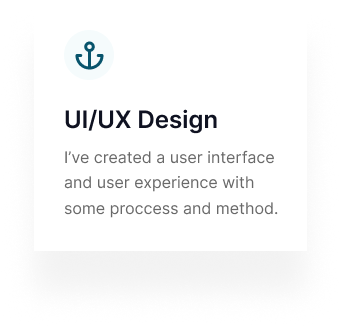 UI/UX Design
I’ve created a user interface
and user experience with
some proccess and method.